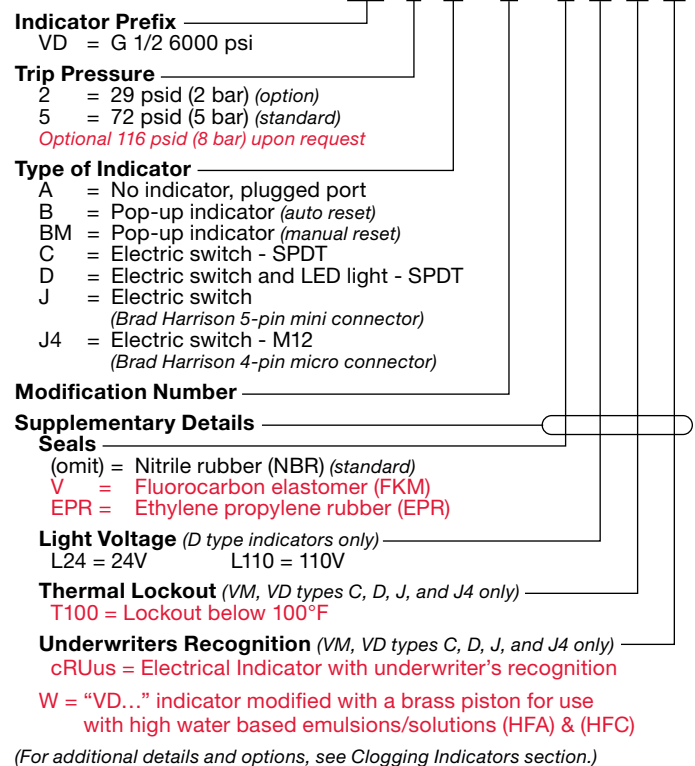 Indicator Prefix
VD = G 1/2 6000 psi
Trip Pressure
2 = 29 psid (2 bar) (option)
5 = 72 psid (5 bar) (standard)
Optional 116 psid (8 bar) upon request
Type of Indicator
A = No indicator, plugged port
B = Pop-up indicator (auto reset)
BM = Pop-up indicator (manual reset)
C = Electric switch - SPDT
D = Electric switch and LED light - SPDT
J = Electric switch
(Brad Harrison 5-pin mini connector)
J4 = Electric switch - M12
(Brad Harrison 4-pin micro connector)
Modification Number
Supplementary Details
Seals
(omit) = Nitrile rubber (NBR) (standard)
V = Fluorocarbon elastomer (FKM)
EPR = Ethylene propylene rubber (EPR)
Light Voltage (D type indicators only)
L24 = 24V L110 = 110V
Thermal Lockout (VM, VD types C, D, J, and J4 only)
T100 = Lockout below 100°F
Underwriters Recognition (VM, VD types C, D, J, and J4 only)
cRUus = Electrical Indicator with underwriter's recognition
W = “VD…” indicator modified with a brass piston for use
with high water based emulsions/solutions (HFA) & (HFC)
(For additional details and options, see Clogging Indicators section.)